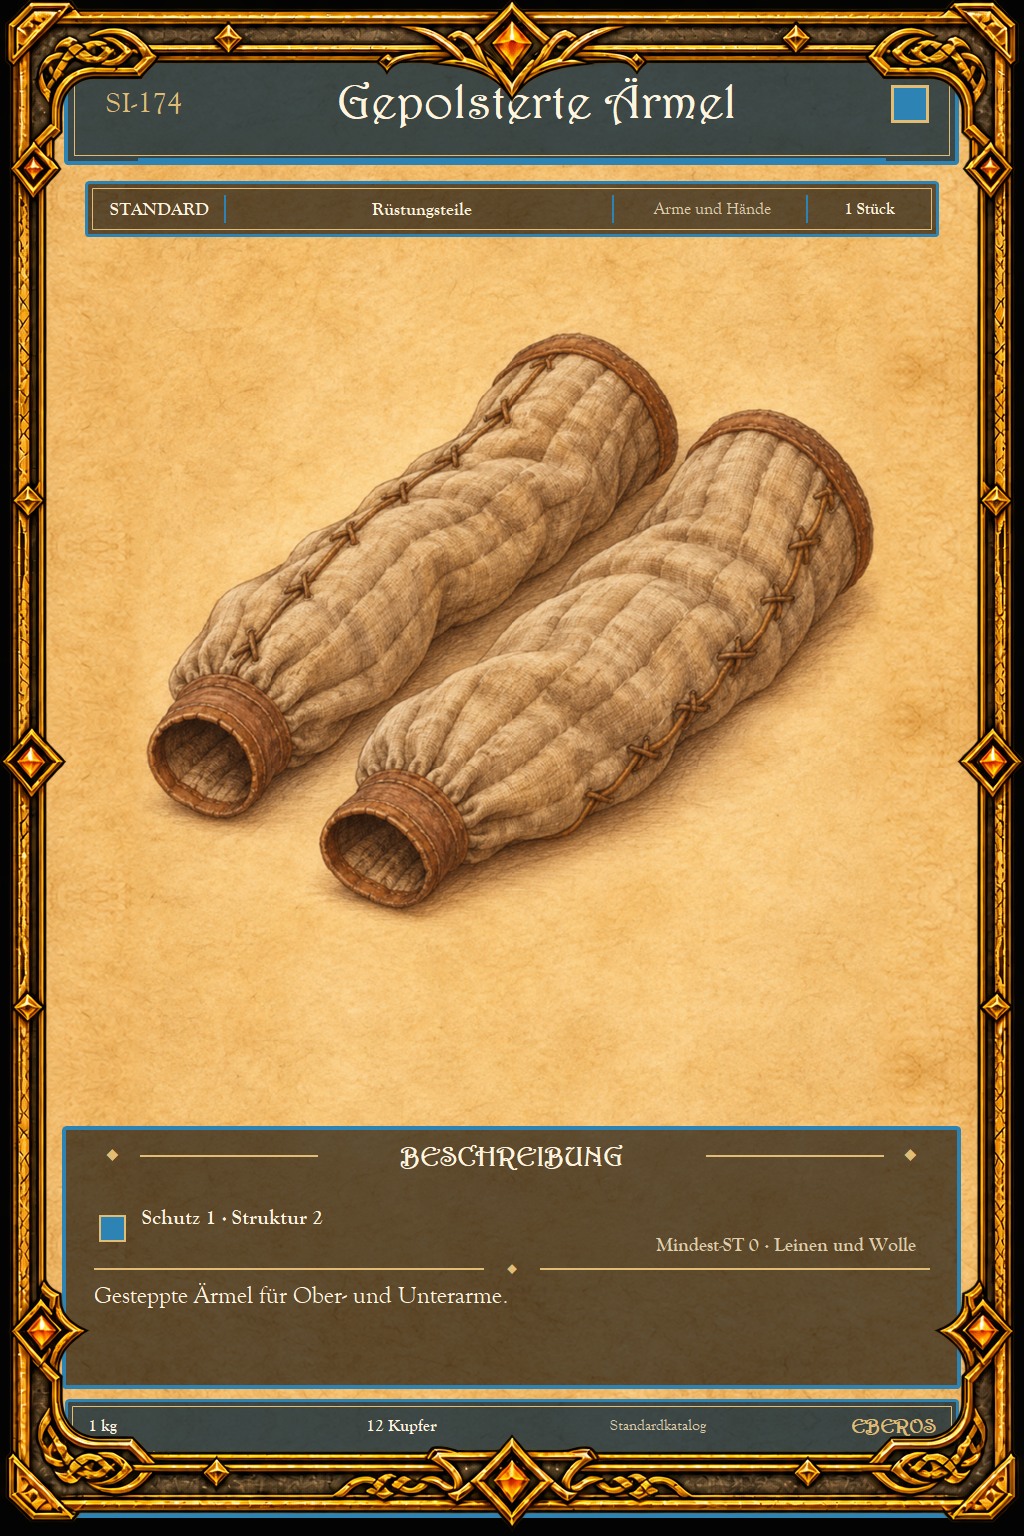 SI-174
Gepolsterte Ärmel
STANDARD
Rüstungsteile
Arme und Hände
1 Stück
BESCHREIBUNG
Schutz 1 · Struktur 2
Mindest-ST 0 · Leinen und Wolle
Gesteppte Ärmel für Ober- und Unterarme.
1 kg
12 Kupfer
Standardkatalog
EBEROS